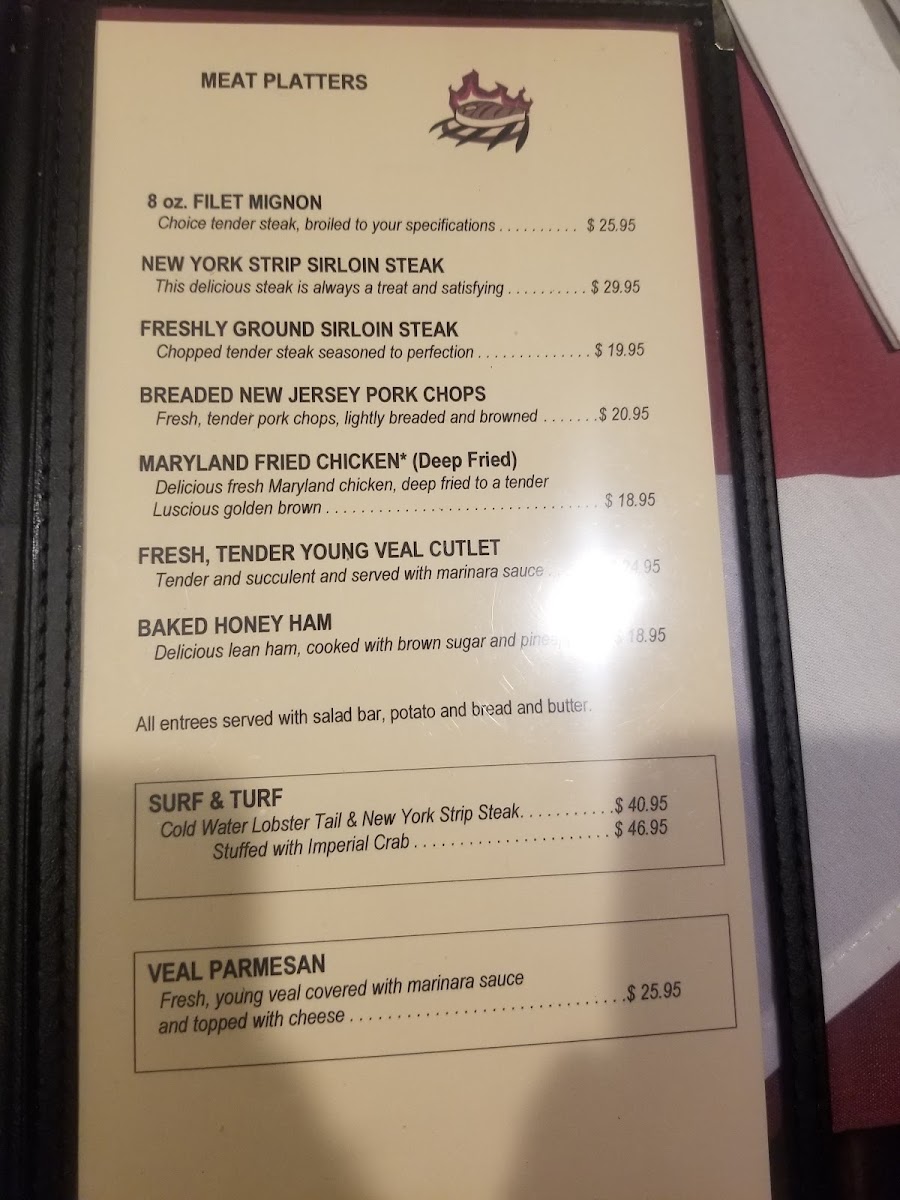 MEAT PLATTERS
8 oz. FILET MIGNON
Choice tender steak, broiled to your specifications . . . . . . . . . . $ 25.95
NEW YORK STRIP SIRLOIN STEAK
This delicious steak is always a treat and satisfying . . . . . . . . . . $ 29.95
FRESHLY GROUND SIRLOIN STEAK
Chopped tender steak seasoned to perfection . . . . . . . . . . . . . . $ 19.95
BREADED NEW JERSEY PORK CHOPS
Fresh, tender pork chops, lightly breaded and browned . . . . . . . $ 20.95
MARYLAND FRIED CHICKEN* (Deep Fried)
Delicious fresh Maryland chicken, deep fried to a tender
Luscious golden brown . . . . . . . . . . . . . . . . . . . . . . . . . . . . . . . $ 18.95
FRESH, TENDER YOUNG VEAL CUTLET
Tender and succulent and served with marinara sauce
BAKED HONEY HAM
Delicious lean ham, cooked with brown sugar and $ 18.95
All entrees served with salad bar, potato and bread and butter.
SURF & TURF
Cold Water Lobster Tail & New York Strip Steak. . . . . . . . . . .$ 40.95
Stuffed with Imperial Crab . . . . . . . . . . . . . . . . . . . . . . $ 46.95
VEAL PARMESAN
Fresh, young veal covered with marinara sauce
and topped with cheese . . . . . . . . . . . . . . . . . . . . . . . . . . . .$ 25.95